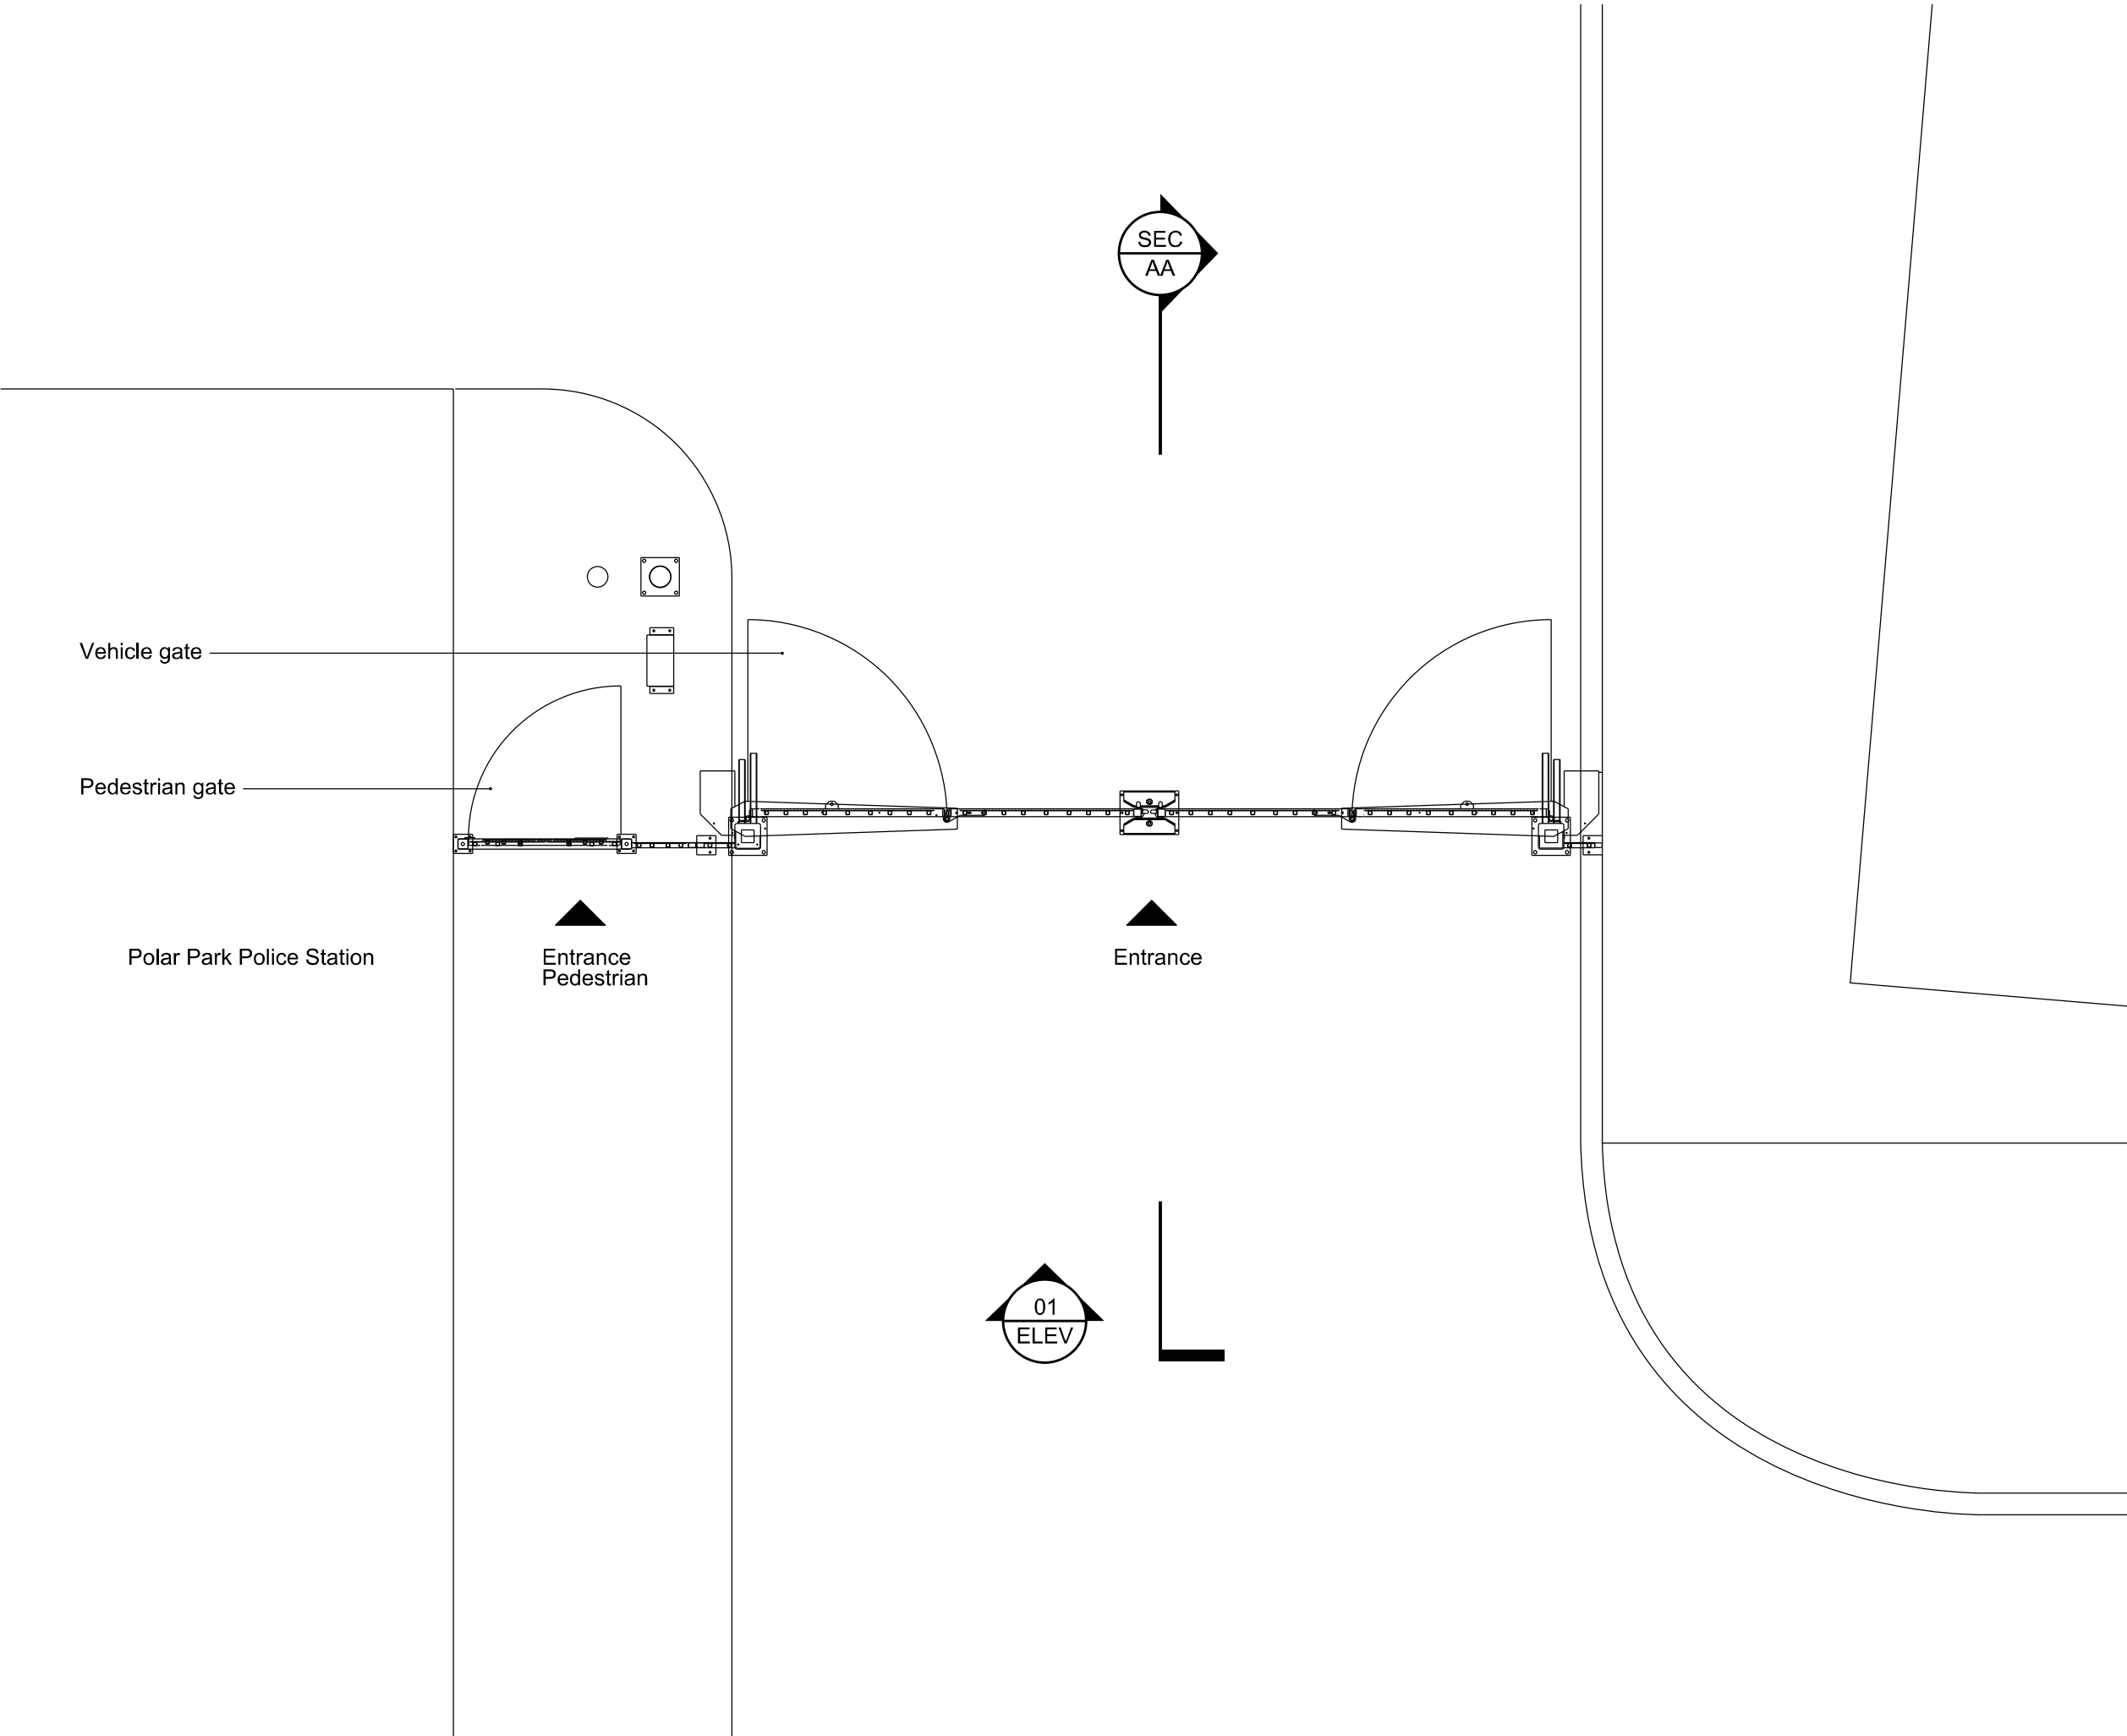 SEC
AA
Vehicle gate
Pedestrian gate
Polar Park Police Station
Entrance
Pedestrian
Entrance
01
ELEV